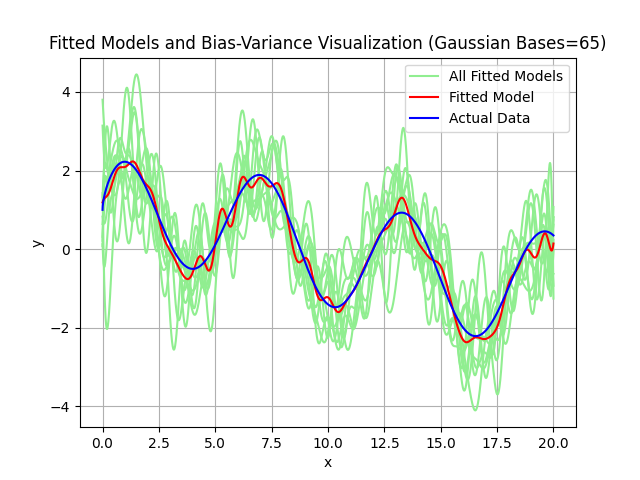 Fitted Models and Bias-Variance Visualization (Gaussian Bases=65)
All Fitted Models
Fitted Model
Actual Data
4
2
0
−2
−4
y
0.0 2.5 5.0 7.5 10.0 12.5 15.0 17.5 20.0
x